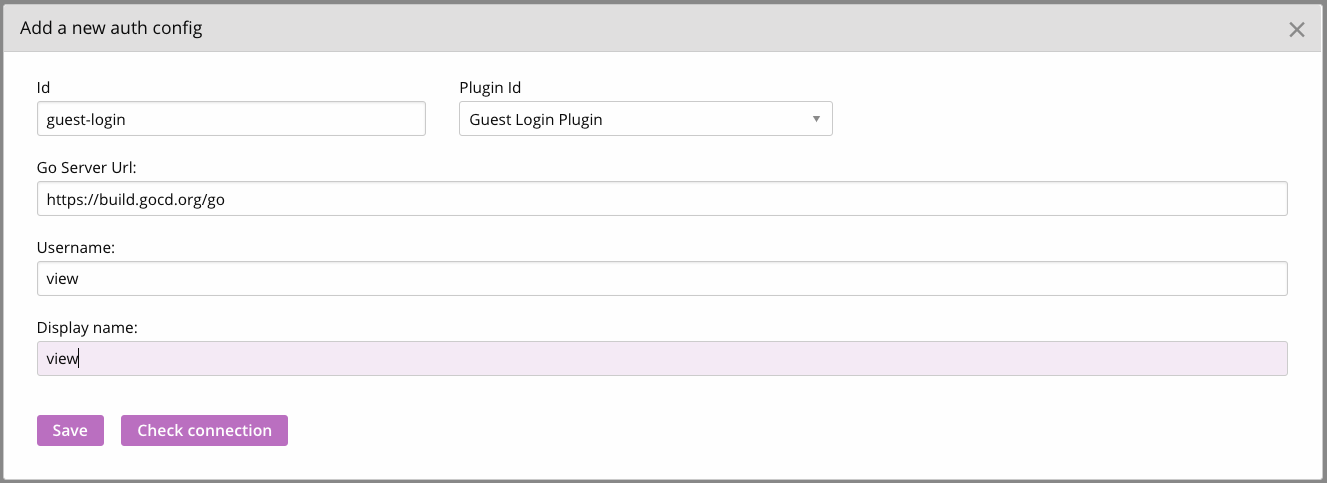 Add a new auth config
Id
Plugin Id
guest-login
Guest Login Plugin
Go Server Url:
https://build.gocd.org/go
Username:
view
Display name:
view
Save
Check connection